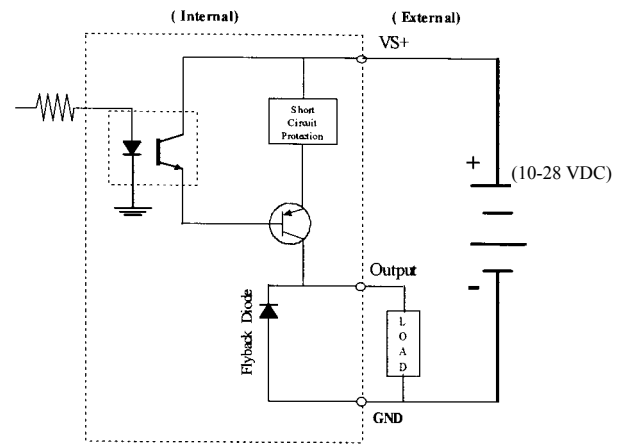 ( Internal)
( External)
VS+
Short
Circuit
Protection
+
(10-28 VDC)
Output
-
Flyback Diode
L
O
A
D
GND